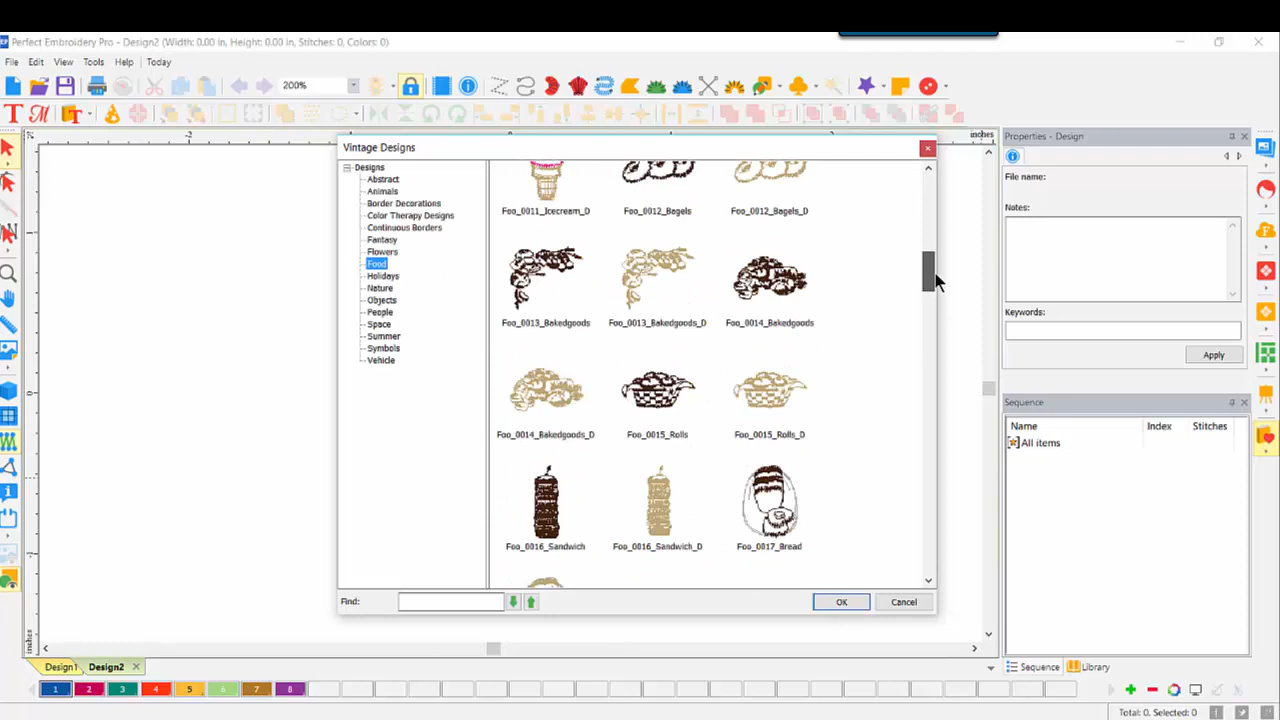 Perfect Embroidery Pro - Design2 (Width: 0.00 in, Height: 0.00 in, Stitches: 0, Colors: 0)
File Edit View Tools Help Today
200%
-2 0 inches
Vintage Designs
Designs
Abstract
Animals
Border Decorations
Color Therapy Designs
Continuous Borders
Fantasy
Flowers
Food
Holidays
Nature
Objects
People
Space
Summer
Symbols
Vehicle
Foo_0011_Icecream_D Foo_0012_Bagels Foo_0012_Bagels_D
Foo_0013_Bakedgoods Foo_0013_Bakedgoods_D Foo_0014_Bakedgoods
Foo_0014_Bakedgoods_D Foo_0015_Rolls Foo_0015_Rolls_D
Foo_0016_Sandwich Foo_0016_Sandwich_D Foo_0017_Bread
Find: OK Cancel
Properties - Design
File name:
Notes:
Keywords:
Apply
Sequence
Name Index Stitches
All items
Sequence Library
inches
Design1 Design2
1 2 3 4 5 6 7 8
Total: 0, Selected: 0